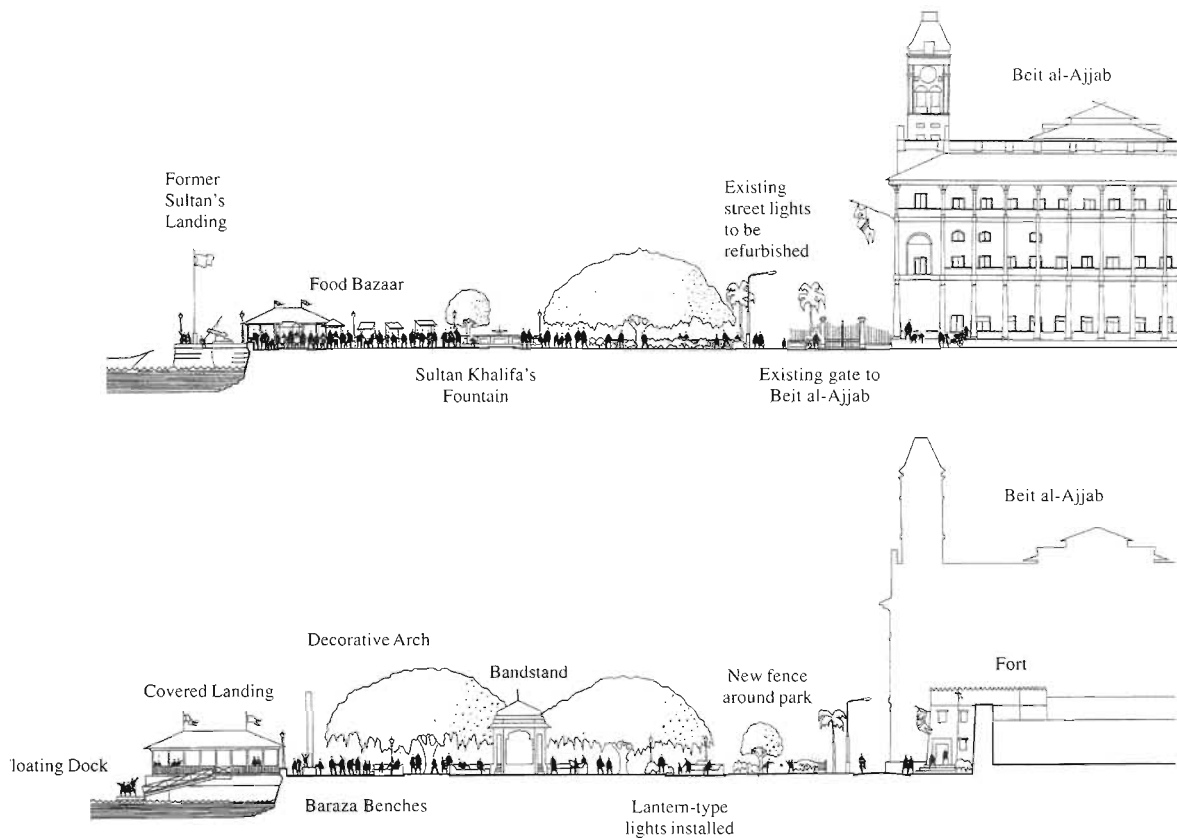 Beit al-Ajjab
Former
Sultan's
Landing
Existing
street lights
to be
refurbished
Food Bazaar
Sultan Khalifa's
Fountain
Existing gate to
Beit al-Ajjab
Beit al-Ajjab
Decorative Arch
Bandstand
New fence
around park
Fort
Covered Landing
loating Dock
Baraza Benches
Lantern-type
lights installed